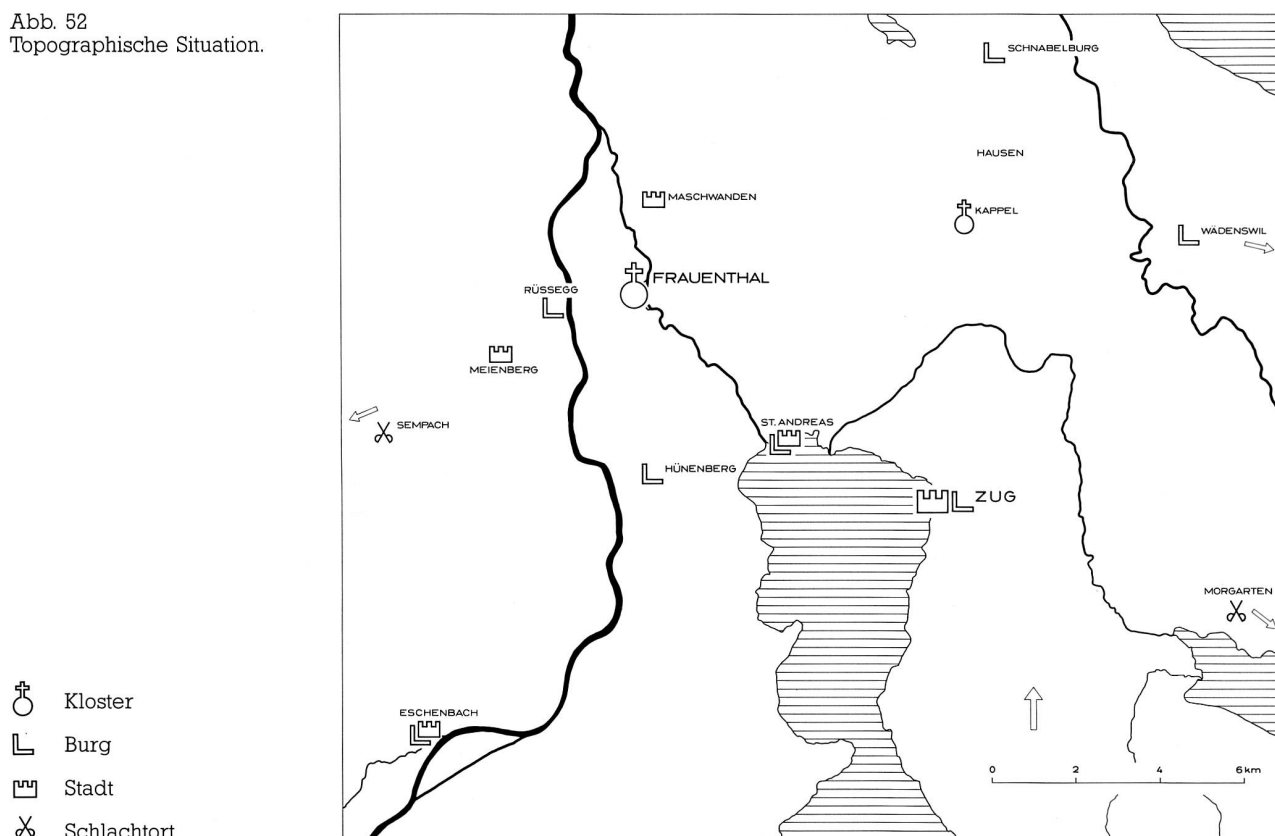 Abb. 52
Topographische Situation.
SCHNABELBURG
HAUSEN
MASCHWANDEN
KAPPEL
WÄDENSWIL
FRAUENTHAL
RÜSSEGG
MEIENBERG
ST. ANDREAS
SEMPACH
HÜNENBERG
ZUG
MORGARTEN
ESCHENBACH
0 2 4 6 km
Kloster
Burg
Stadt
Schlachtort